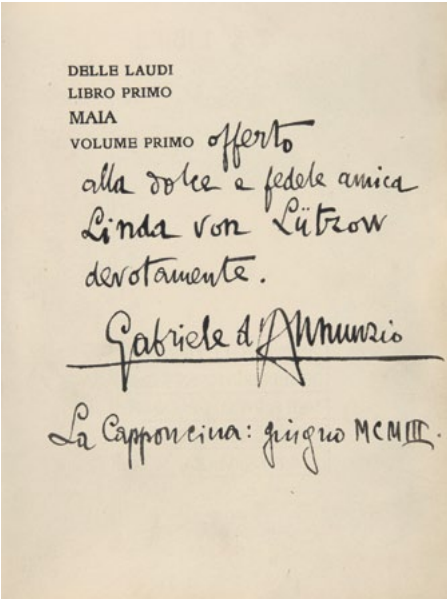 DELLE LAUDI
LIBRO PRIMO
MAIA
VOLUME PRIMO offerto
alla dolce e fedele amica
Linda von Lützow
devotamente.
Gabriele d'Annunzio
La Capponcina: giugno MCMIII.